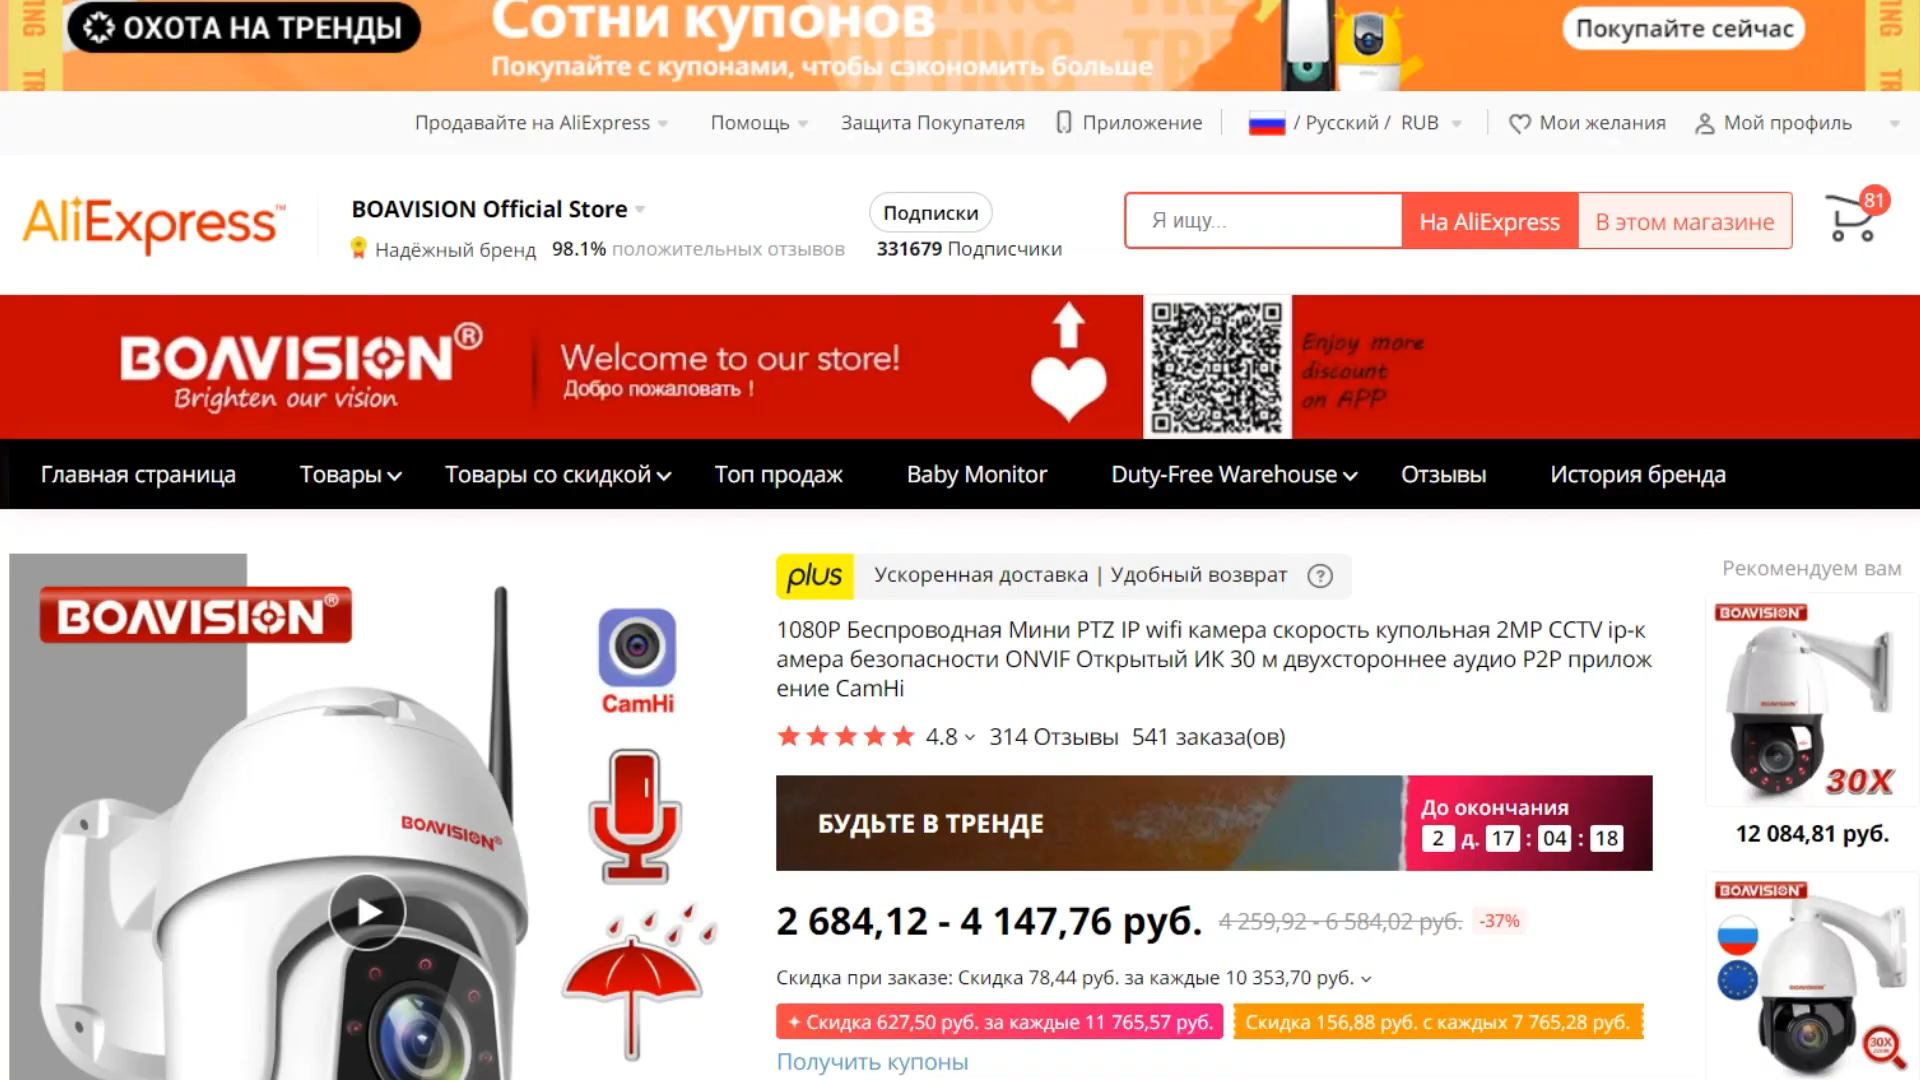 ОХОТА НА ТРЕНДЫ
Сотни купонов
Покупайте с купонами, чтобы сэкономить больше
Покупайте сейчас
Продавайте на AliExpress
Помощь
Защита Покупателя
Приложение
/ Русский / RUB
Мои желания
Мой профиль
AliExpress™
BOAVISION Official Store
Надёжный бренд 98.1% положительных отзывов
Подписки
331679 Подписчики
Я ищу...
На AliExpress
В этом магазине
81
BOAVISION®
Brighten our vision
Welcome to our store!
Добро пожаловать !
Enjoy more
discount
on APP
Главная страница
Товары
Товары со скидкой
Топ продаж
Baby Monitor
Duty-Free Warehouse
Отзывы
История бренда
BOAVISION®
CamHi
BOAVISION®
plus
Ускоренная доставка | Удобный возврат ?
1080P Беспроводная Мини PTZ IP wifi камера скорость купольная 2MP CCTV ip-к
амера безопасности ONVIF Открытый ИК 30 м двухстороннее аудио P2P прилож
ение CamHi
4.8 314 Отзывы 541 заказа(ов)
БУДЬТЕ В ТРЕНДЕ
До окончания
2 д. 17 : 04 : 18
2 684,12 - 4 147,76 руб. 4 259,92 - 6 584,02 руб. -37%
Скидка при заказе: Скидка 78,44 руб. за каждые 10 353,70 руб.
Скидка 627,50 руб. за каждые 11 765,57 руб.
Скидка 156,88 руб. с каждых 7 765,28 руб.
Получить купоны
Рекомендуем вам
BOAVISION
30X
12 084,81 руб.
BOAVISION
30X